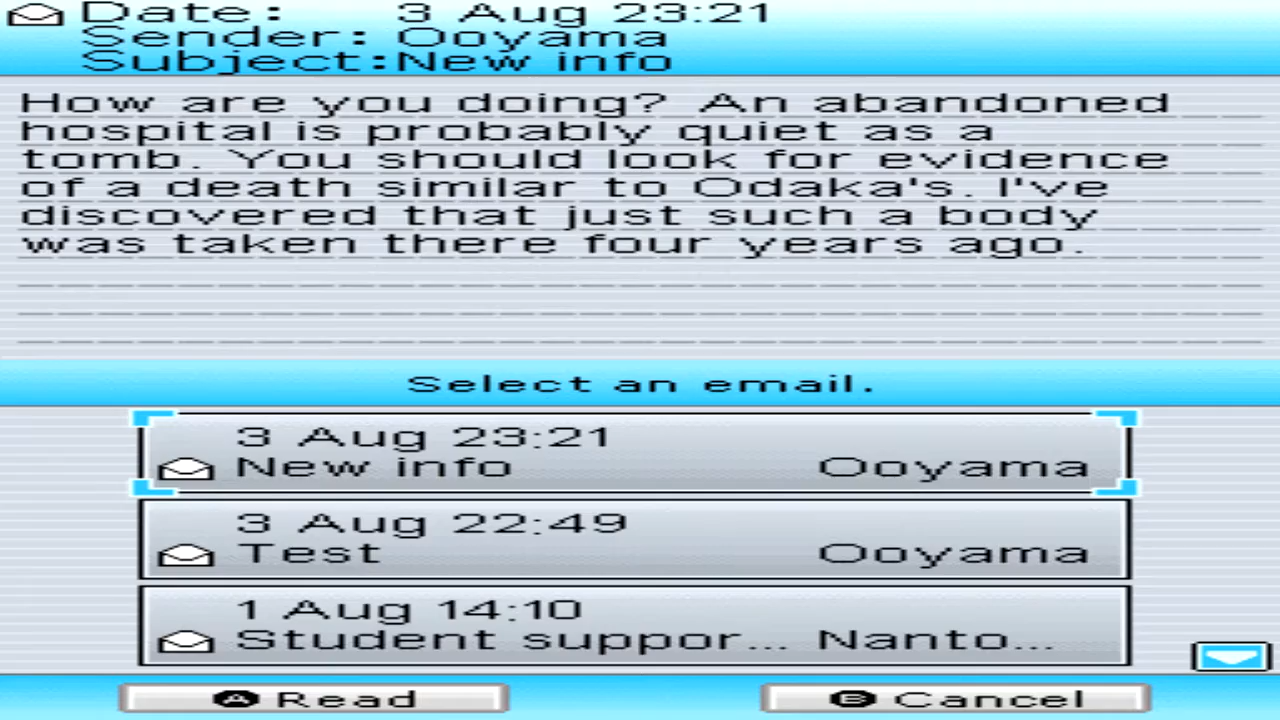 Date: 3 Aug 23:21
Sender: Ooyama
Subject:New info
How are you doing? An abandoned
hospital is probably quiet as a
tomb. You should look for evidence
of a death similar to Odaka's. I've
discovered that just such a body
was taken there four years ago.
Select an email.
3 Aug 23:21
New info Ooyama
3 Aug 22:49
Test Ooyama
1 Aug 14:10
Student suppor... Nanto...
A Read B Cancel